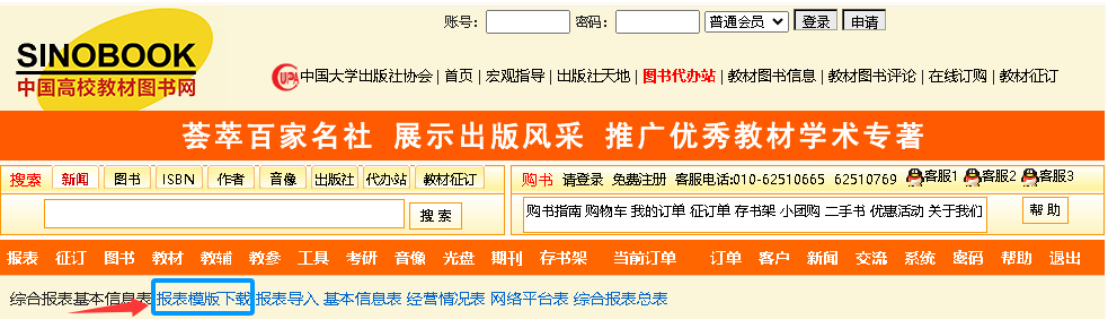 账号: 密码: 普通会员 登录 申请
SINOBOOK
中国高校教材图书网
CUPA 中国大学出版社协会 | 首页 | 宏观指导 | 出版社天地 | 图书代办站 | 教材图书信息 | 教材图书评论 | 在线订购 | 教材征订
荟萃百家名社 展示出版风采 推广优秀教材学术专著
搜索 新闻 图书 ISBN 作者 音像 出版社 代办站 教材征订
搜索
购书 请登录 免费注册 客服电话:010-62510665 62510769 客服1 客服2 客服3
购书指南 购物车 我的订单 征订单 存书架 小团购 二手书 优惠活动 关于我们 帮助
报表 征订 图书 教材 教辅 教参 工具 考研 音像 光盘 期刊 存书架 当前订单 订单 客户 新闻 交流 系统 密码 帮助 退出
综合报表基本信息表 报表模版下载 报表导入 基本信息表 经营情况表 网络平台表 综合报表总表